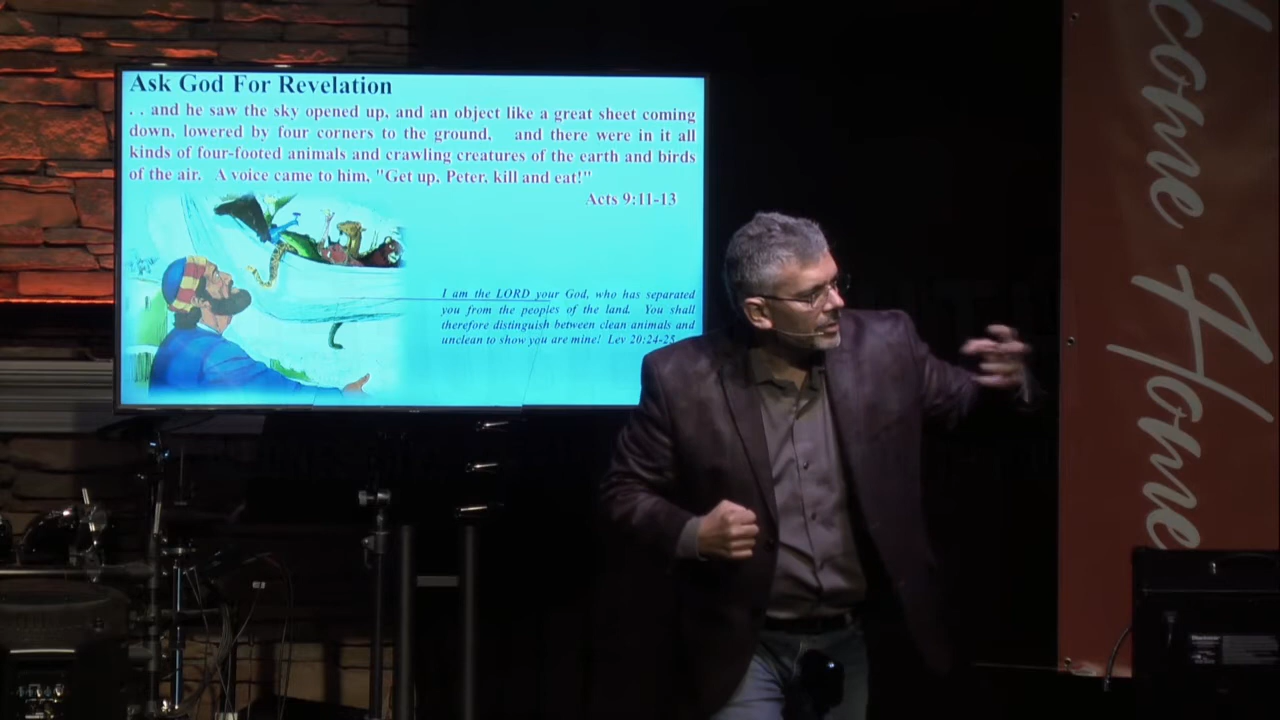 Ask God For Revelation
. . and he saw the sky opened up, and an object like a great sheet coming
down, lowered by four corners to the ground, and there were in it all
kinds of four-footed animals and crawling creatures of the earth and birds
of the air. A voice came to him, "Get up, Peter, kill and eat!"
Acts 9:11-13
I am the LORD your God, who has separated
you from the peoples of the land. You shall
therefore distinguish between clean animals and
unclean to show you are mine! Lev 20:24-25
come Home